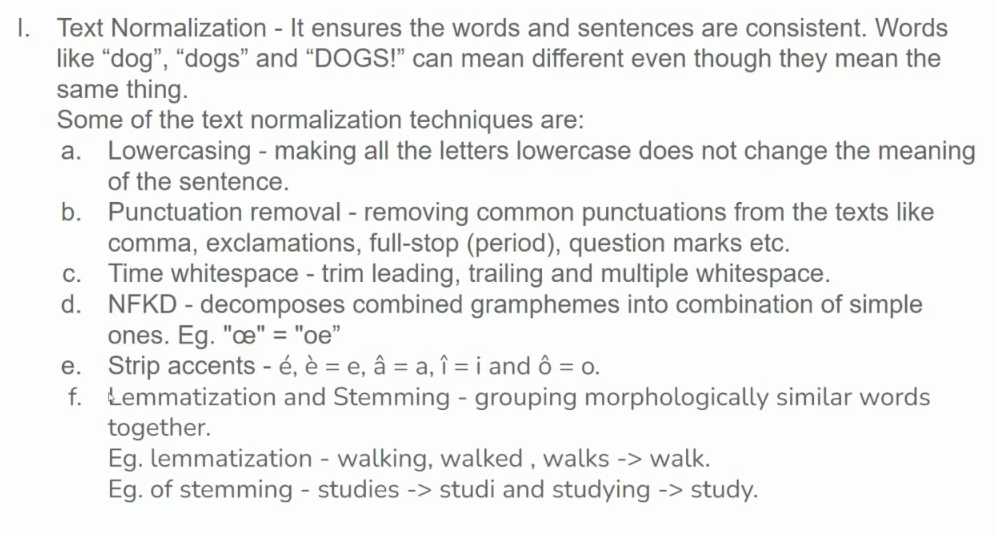 I. Text Normalization - It ensures the words and sentences are consistent. Words
like “dog”, “dogs” and “DOGS!” can mean different even though they mean the
same thing.
Some of the text normalization techniques are:
a. Lowercasing - making all the letters lowercase does not change the meaning
of the sentence.
b. Punctuation removal - removing common punctuations from the texts like
comma, exclamations, full-stop (period), question marks etc.
c. Time whitespace - trim leading, trailing and multiple whitespace.
d. NFKD - decomposes combined gramphemes into combination of simple
ones. Eg. "œ" = "oe”
e. Strip accents - é, è = e, â = a, î = i and ô = o.
f. Lemmatization and Stemming - grouping morphologically similar words
together.
Eg. lemmatization - walking, walked , walks -> walk.
Eg. of stemming - studies -> studi and studying -> study.